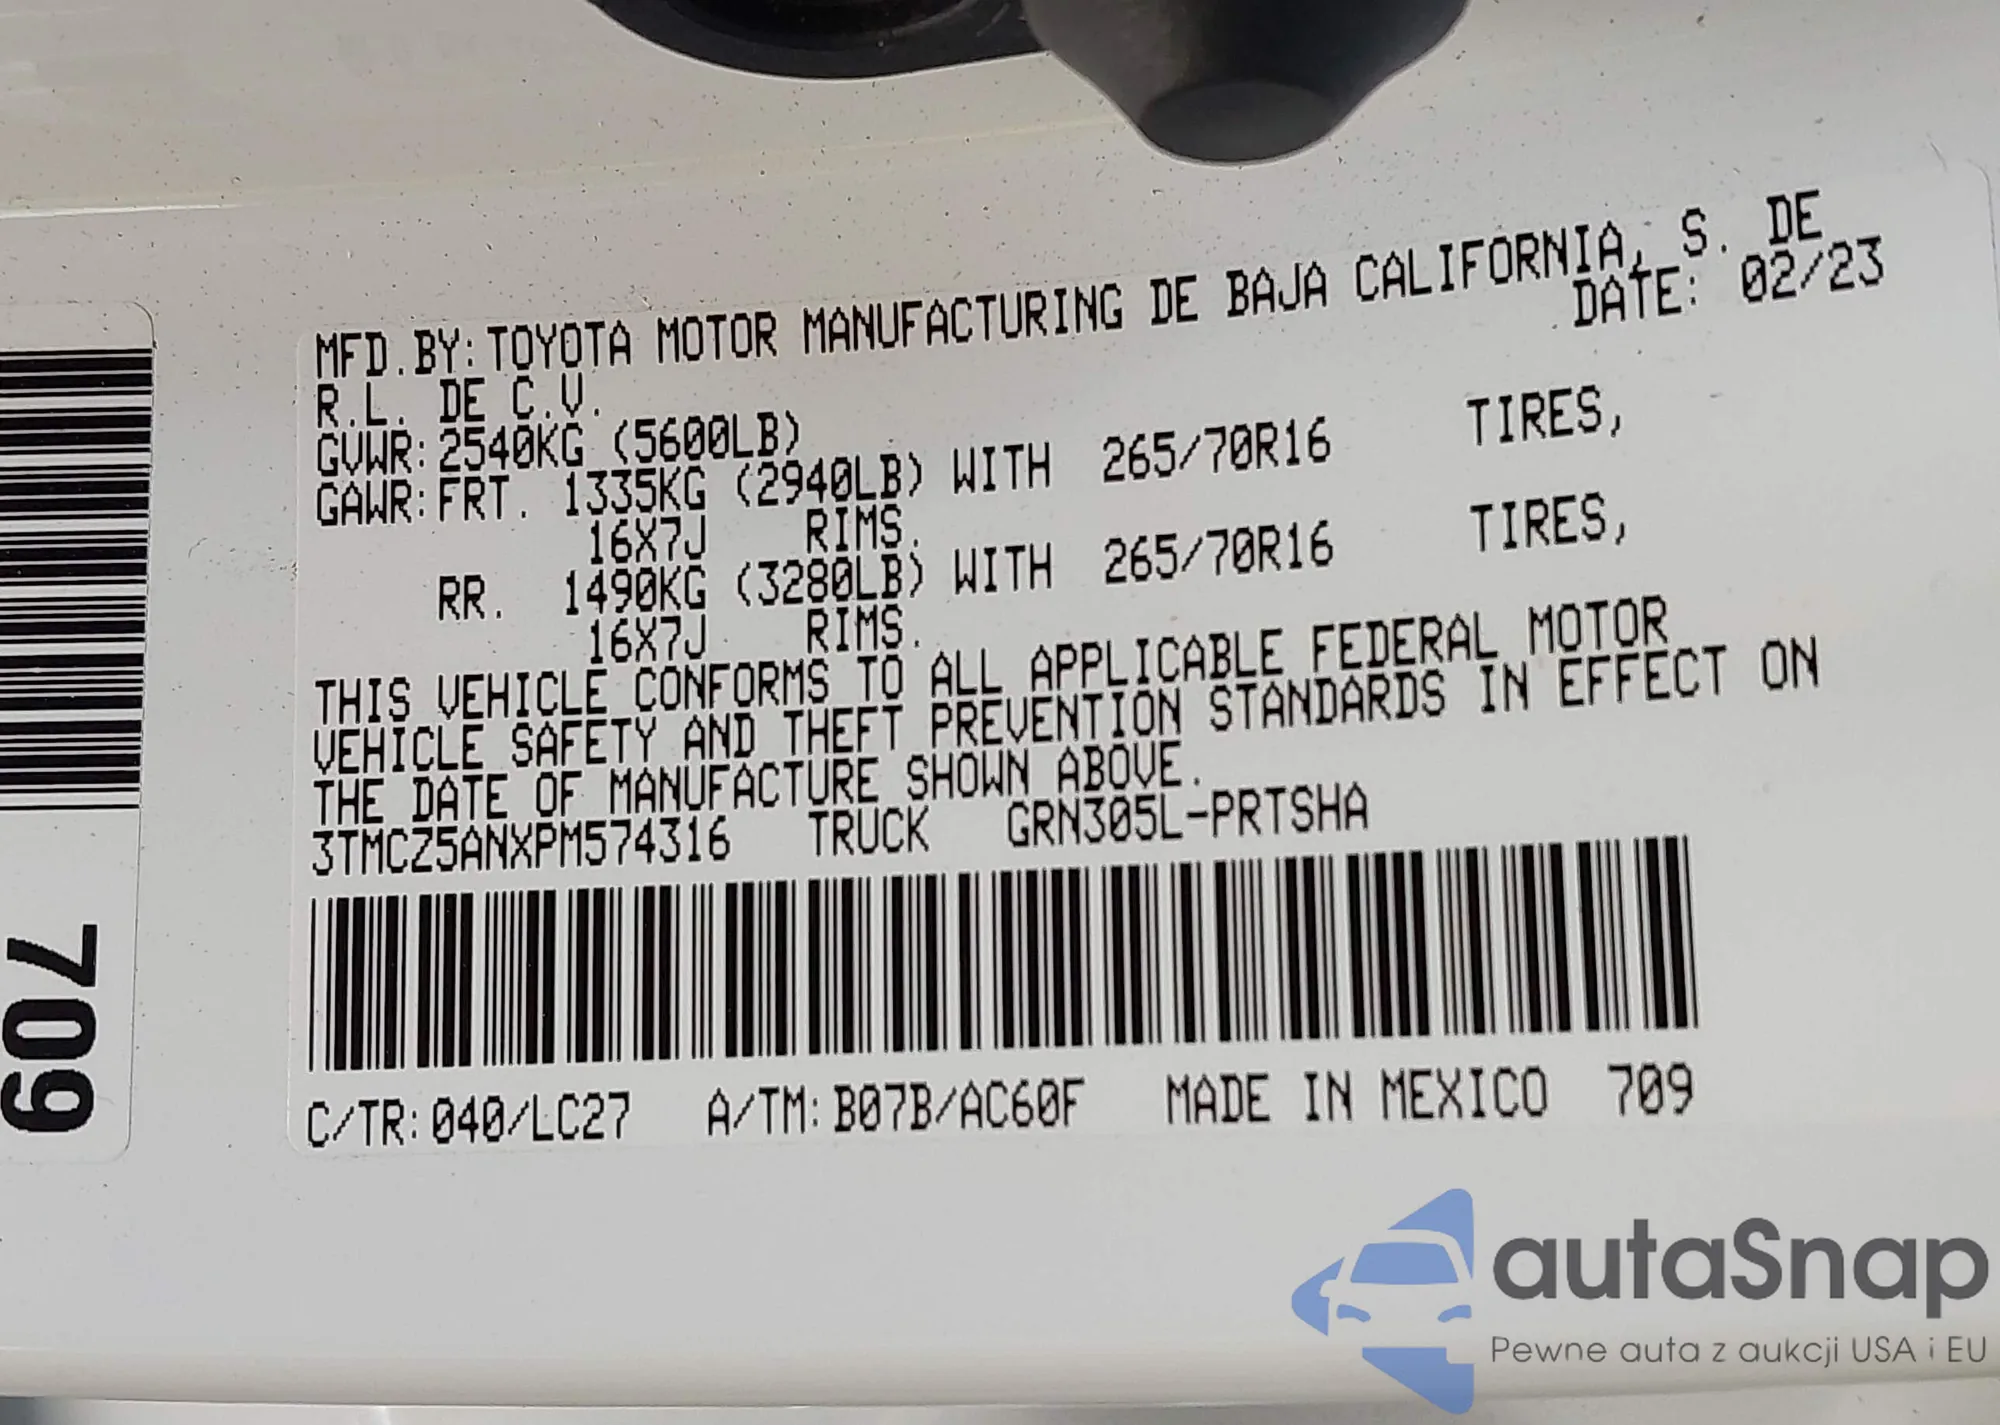 MFD.BY:TOYOTA MOTOR MANUFACTURING DE BAJA CALIFORNIA, S. DE
R.L. DE C.V. DATE: 02/23
GVWR:2540KG (5600LB)
GAWR:FRT. 1335KG (2940LB) WITH 265/70R16 TIRES,
16X7J RIMS.
RR. 1490KG (3280LB) WITH 265/70R16 TIRES,
16X7J RIMS.
THIS VEHICLE CONFORMS TO ALL APPLICABLE FEDERAL MOTOR
VEHICLE SAFETY AND THEFT PREVENTION STANDARDS IN EFFECT ON
THE DATE OF MANUFACTURE SHOWN ABOVE.
3TMCZ5ANXPM574316 TRUCK GRN305L-PRTSHA
C/TR:040/LC27 A/TM:B07B/AC60F MADE IN MEXICO 709
709
autaSnap
Pewne auta z aukcji USA i EU